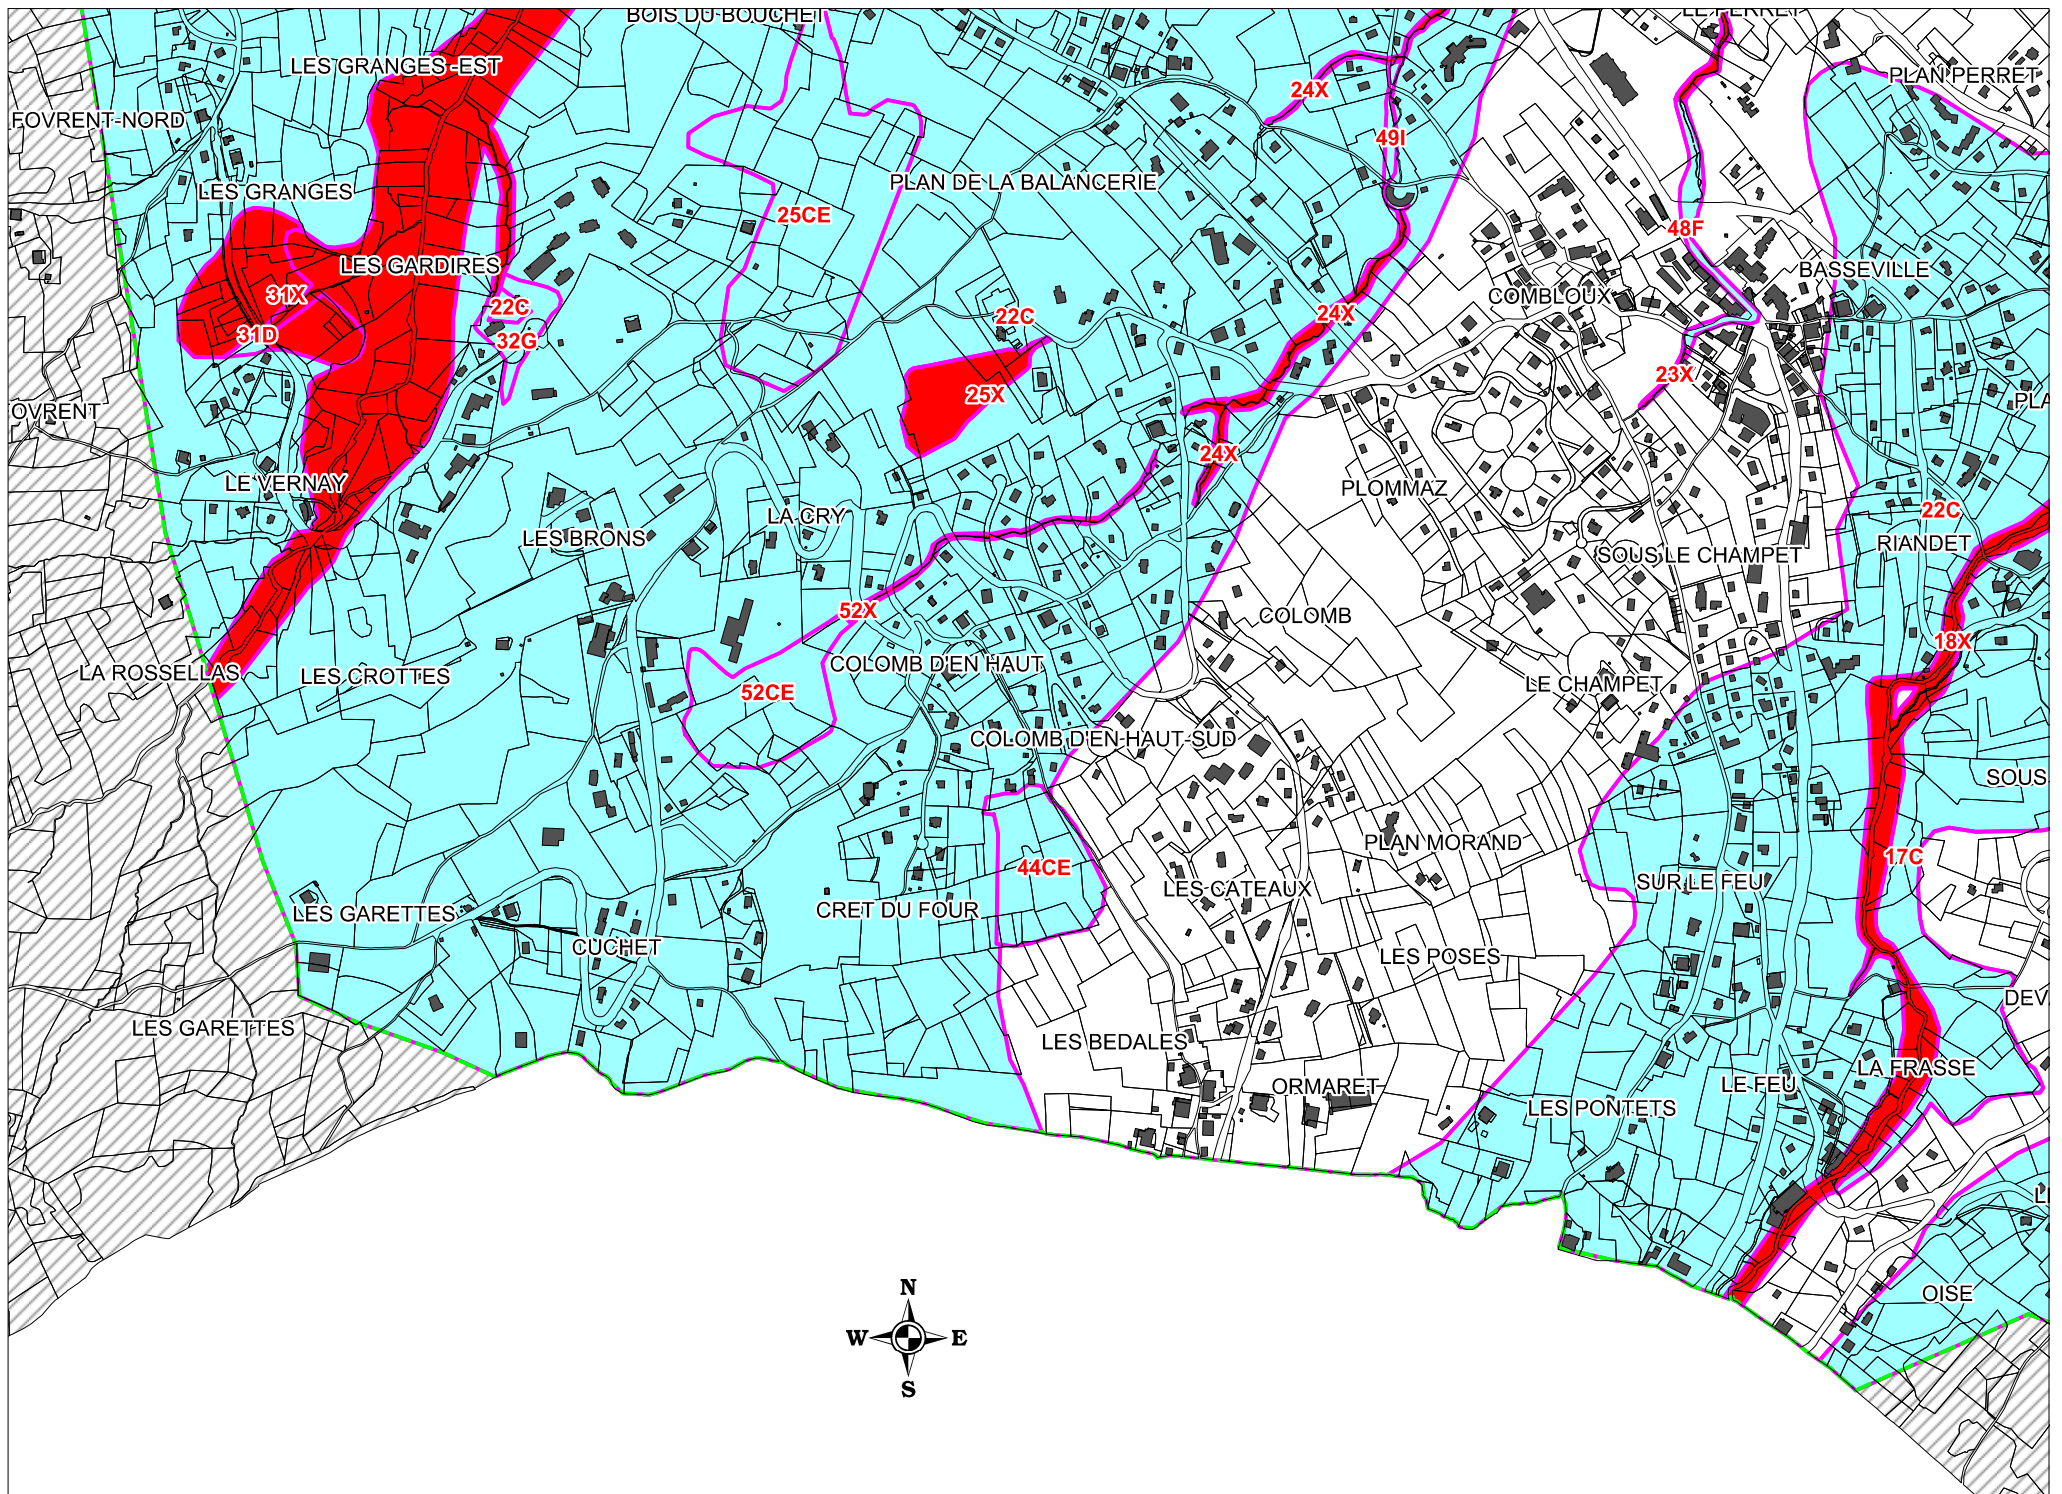 BOIS DU BOUCHET
LE PERRET
LES GRANGES -EST
PLAN PERRET
24X
FOVRENT-NORD
49I
LES GRANGES
PLAN DE LA BALANCERIE
25CE
48F
LES GARDIRES
BASSEVILLE
31X
COMBLOUX
22C
22C
24X
31D
32G
23X
25X
PLA
OVRENT
24X
LE VERNAY
PLOMMAZ
22C
LA CRY
LES BRONS
RIANDET
SOUS LE CHAMPET
52X
COLOMB
18X
COLOMB D'EN HAUT
LA ROSSELLAS
LES CROTTES
LE CHAMPET
52CE
COLOMB D'EN-HAUT-SUD
SOUS
PLAN MORAND
17C
44CE
SUR LE FEU
LES CATEAUX
LES GARETTES
CRET DU FOUR
CUCHET
LES POSES
DEV
LES GARETTES
LES BEDALES
LA FRASSE
ORMARET
LE FEU
LES PONTETS
OISE
N
W
E
S